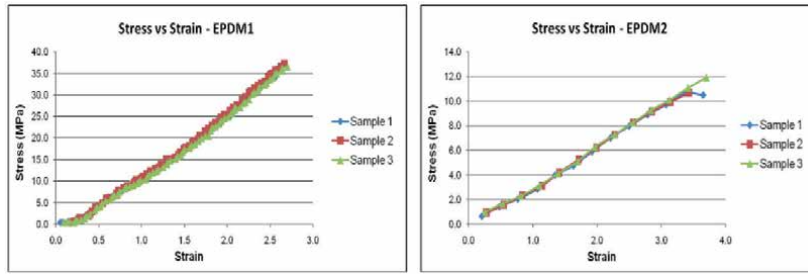 Stress vs Strain - EPDM1
Stress (MPa)
40.0
35.0
30.0
25.0
20.0
15.0
10.0
5.0
0.0
0.0 0.5 1.0 1.5 2.0 2.5 3.0
Strain
Sample 1
Sample 2
Sample 3
Stress vs Strain - EPDM2
Stress (MPa)
14.0
12.0
10.0
8.0
6.0
4.0
2.0
0.0
0.0 1.0 2.0 3.0 4.0
Strain
Sample 1
Sample 2
Sample 3